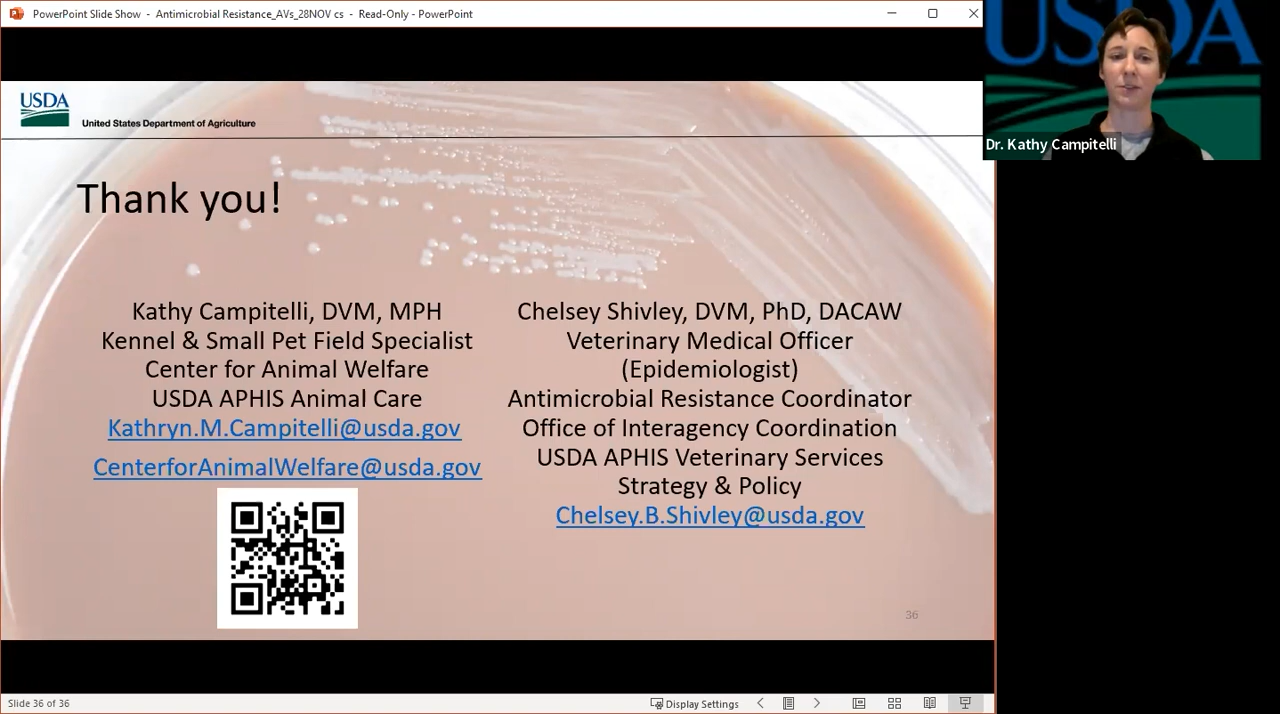 PowerPoint Slide Show - Antimicrobial Resistance_AVs_28NOV cs - Read-Only - PowerPoint
USDA
Dr. Kathy Campitelli
USDA
United States Department of Agriculture
Thank you!
Kathy Campitelli, DVM, MPH
Kennel & Small Pet Field Specialist
Center for Animal Welfare
USDA APHIS Animal Care
Kathryn.M.Campitelli@usda.gov
CenterforAnimalWelfare@usda.gov
Chelsey Shivley, DVM, PhD, DACAW
Veterinary Medical Officer
(Epidemiologist)
Antimicrobial Resistance Coordinator
Office of Interagency Coordination
USDA APHIS Veterinary Services
Strategy & Policy
Chelsey.B.Shivley@usda.gov
36
Slide 36 of 36
Display Settings